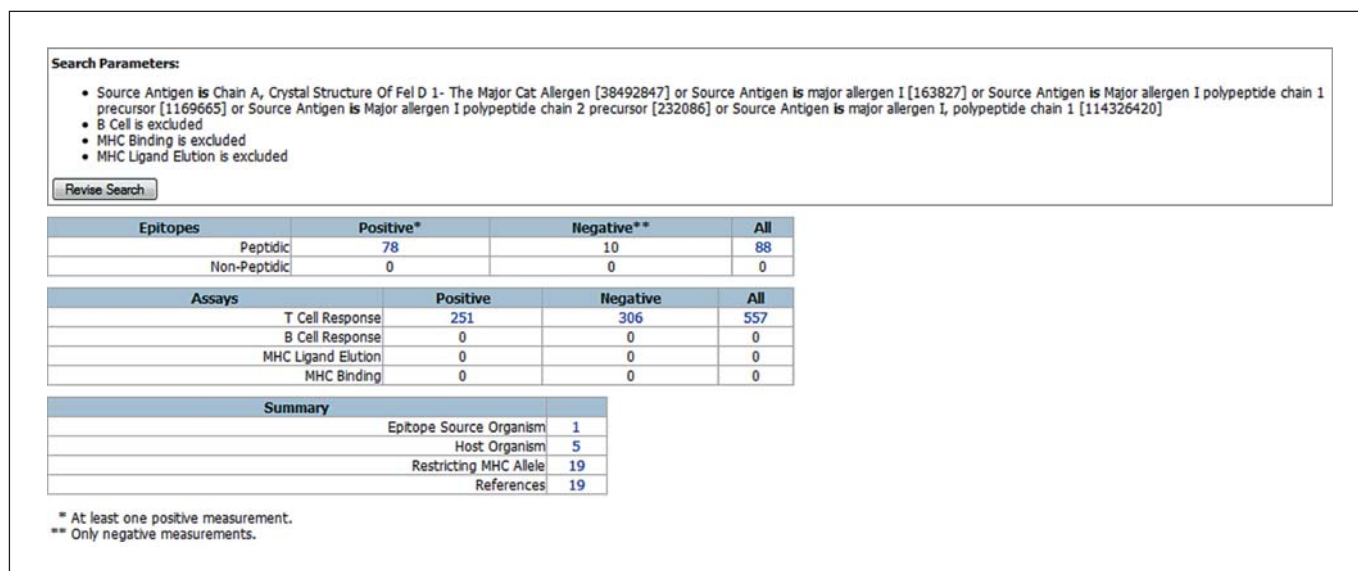 Search Parameters:
• Source Antigen is Chain A, Crystal Structure Of Fel D 1- The Major Cat Allergen [38492847] or Source Antigen is major allergen I [163827] or Source Antigen is Major allergen I polypeptide chain 1
precursor [1169665] or Source Antigen is Major allergen I polypeptide chain 2 precursor [232086] or Source Antigen is major allergen I, polypeptide chain 1 [114326420]
• B Cell is excluded
• MHC Binding is excluded
• MHC Ligand Elution is excluded
Revise Search
Epitopes Positive* Negative** All
Peptidic 78 10 88
Non-Peptidic 0 0 0
Assays Positive Negative All
T Cell Response 251 306 557
B Cell Response 0 0 0
MHC Ligand Elution 0 0 0
MHC Binding 0 0 0
Summary
Epitope Source Organism 1
Host Organism 5
Restricting MHC Allele 19
References 19
* At least one positive measurement.
** Only negative measurements.